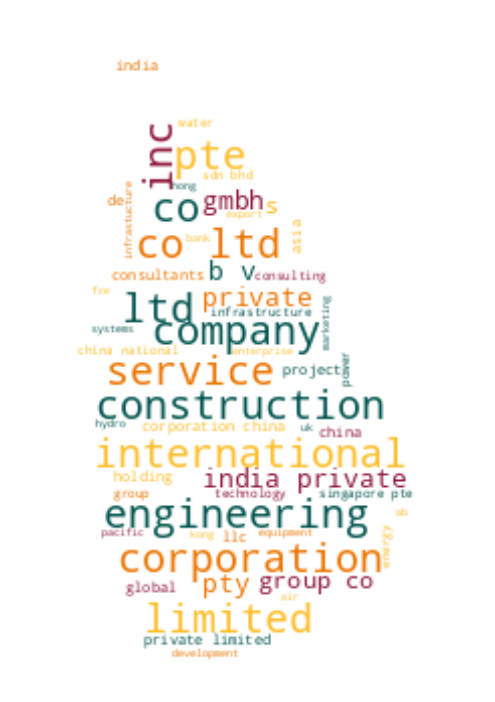 india
water
inc
pte
sdn bhd
hong
infrastucture
de
co
gmbh
s
export
co ltd
bank
asia
consultants
b v
consulting
fze
private
ltd
infrastructure
marketing
systems
company
china national
enterprise
service
project
power
construction
hydro
corporation china
uk
china
international
holding
india private
group
technology
singapore pte
engineering
ab
pacific
kong
llc
equipment
energy
corporation
global
pty
group co
air
limited
private limited
development